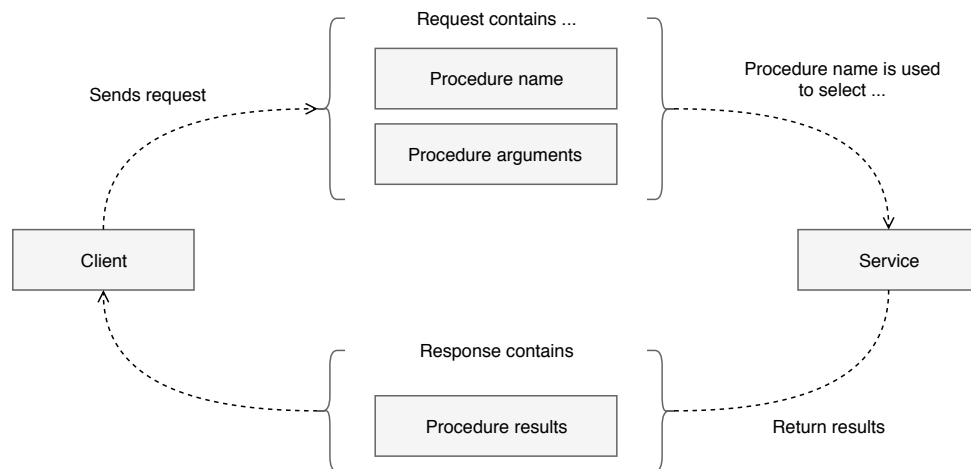 Request contains ...
Procedure name
Sends request
Procedure name is used
to select ...
Procedure arguments
Client
Service
Response contains
Procedure results
Return results